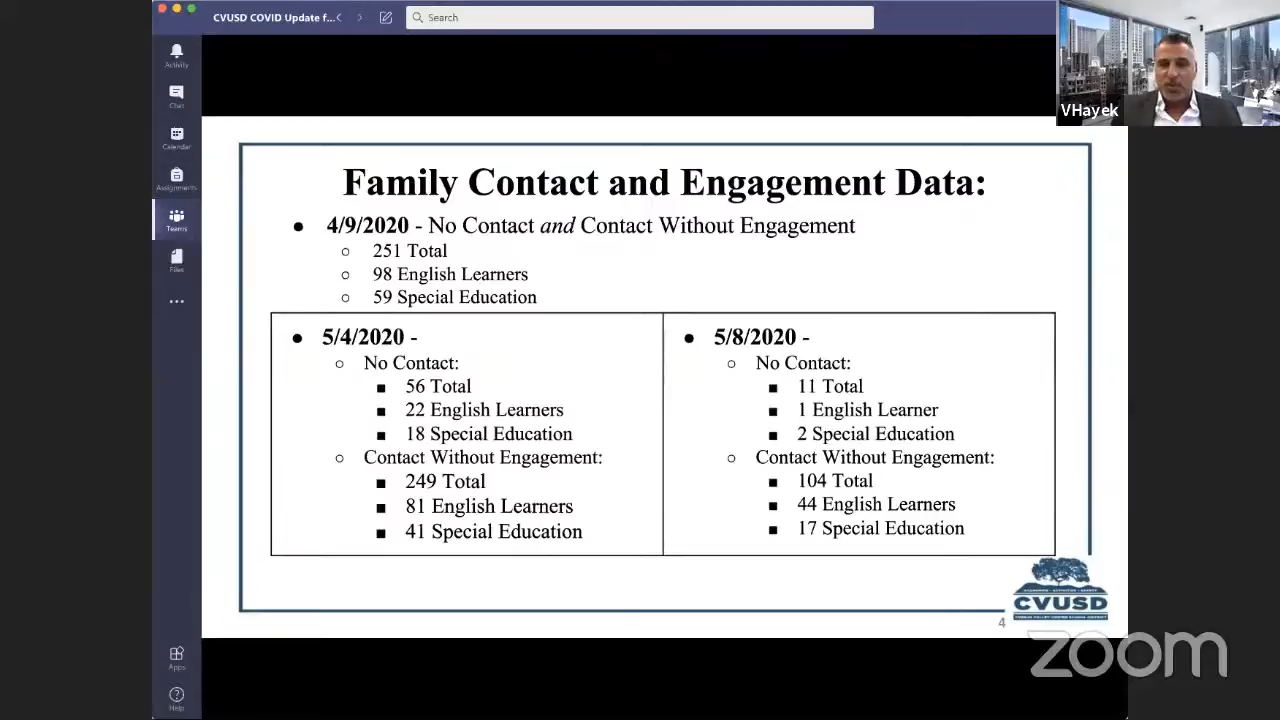 CVUSD COVID Update f...
Search
VHayek
Activity
Chat
Calendar
Assignments
Teams
Files
Family Contact and Engagement Data:
● 4/9/2020 - No Contact and Contact Without Engagement
○ 251 Total
○ 98 English Learners
○ 59 Special Education
● 5/4/2020 -
○ No Contact:
■ 56 Total
■ 22 English Learners
■ 18 Special Education
○ Contact Without Engagement:
■ 249 Total
■ 81 English Learners
■ 41 Special Education
● 5/8/2020 -
○ No Contact:
■ 11 Total
■ 1 English Learner
■ 2 Special Education
○ Contact Without Engagement:
■ 104 Total
■ 44 English Learners
■ 17 Special Education
CVUSD
4
Apps
Help
zoom